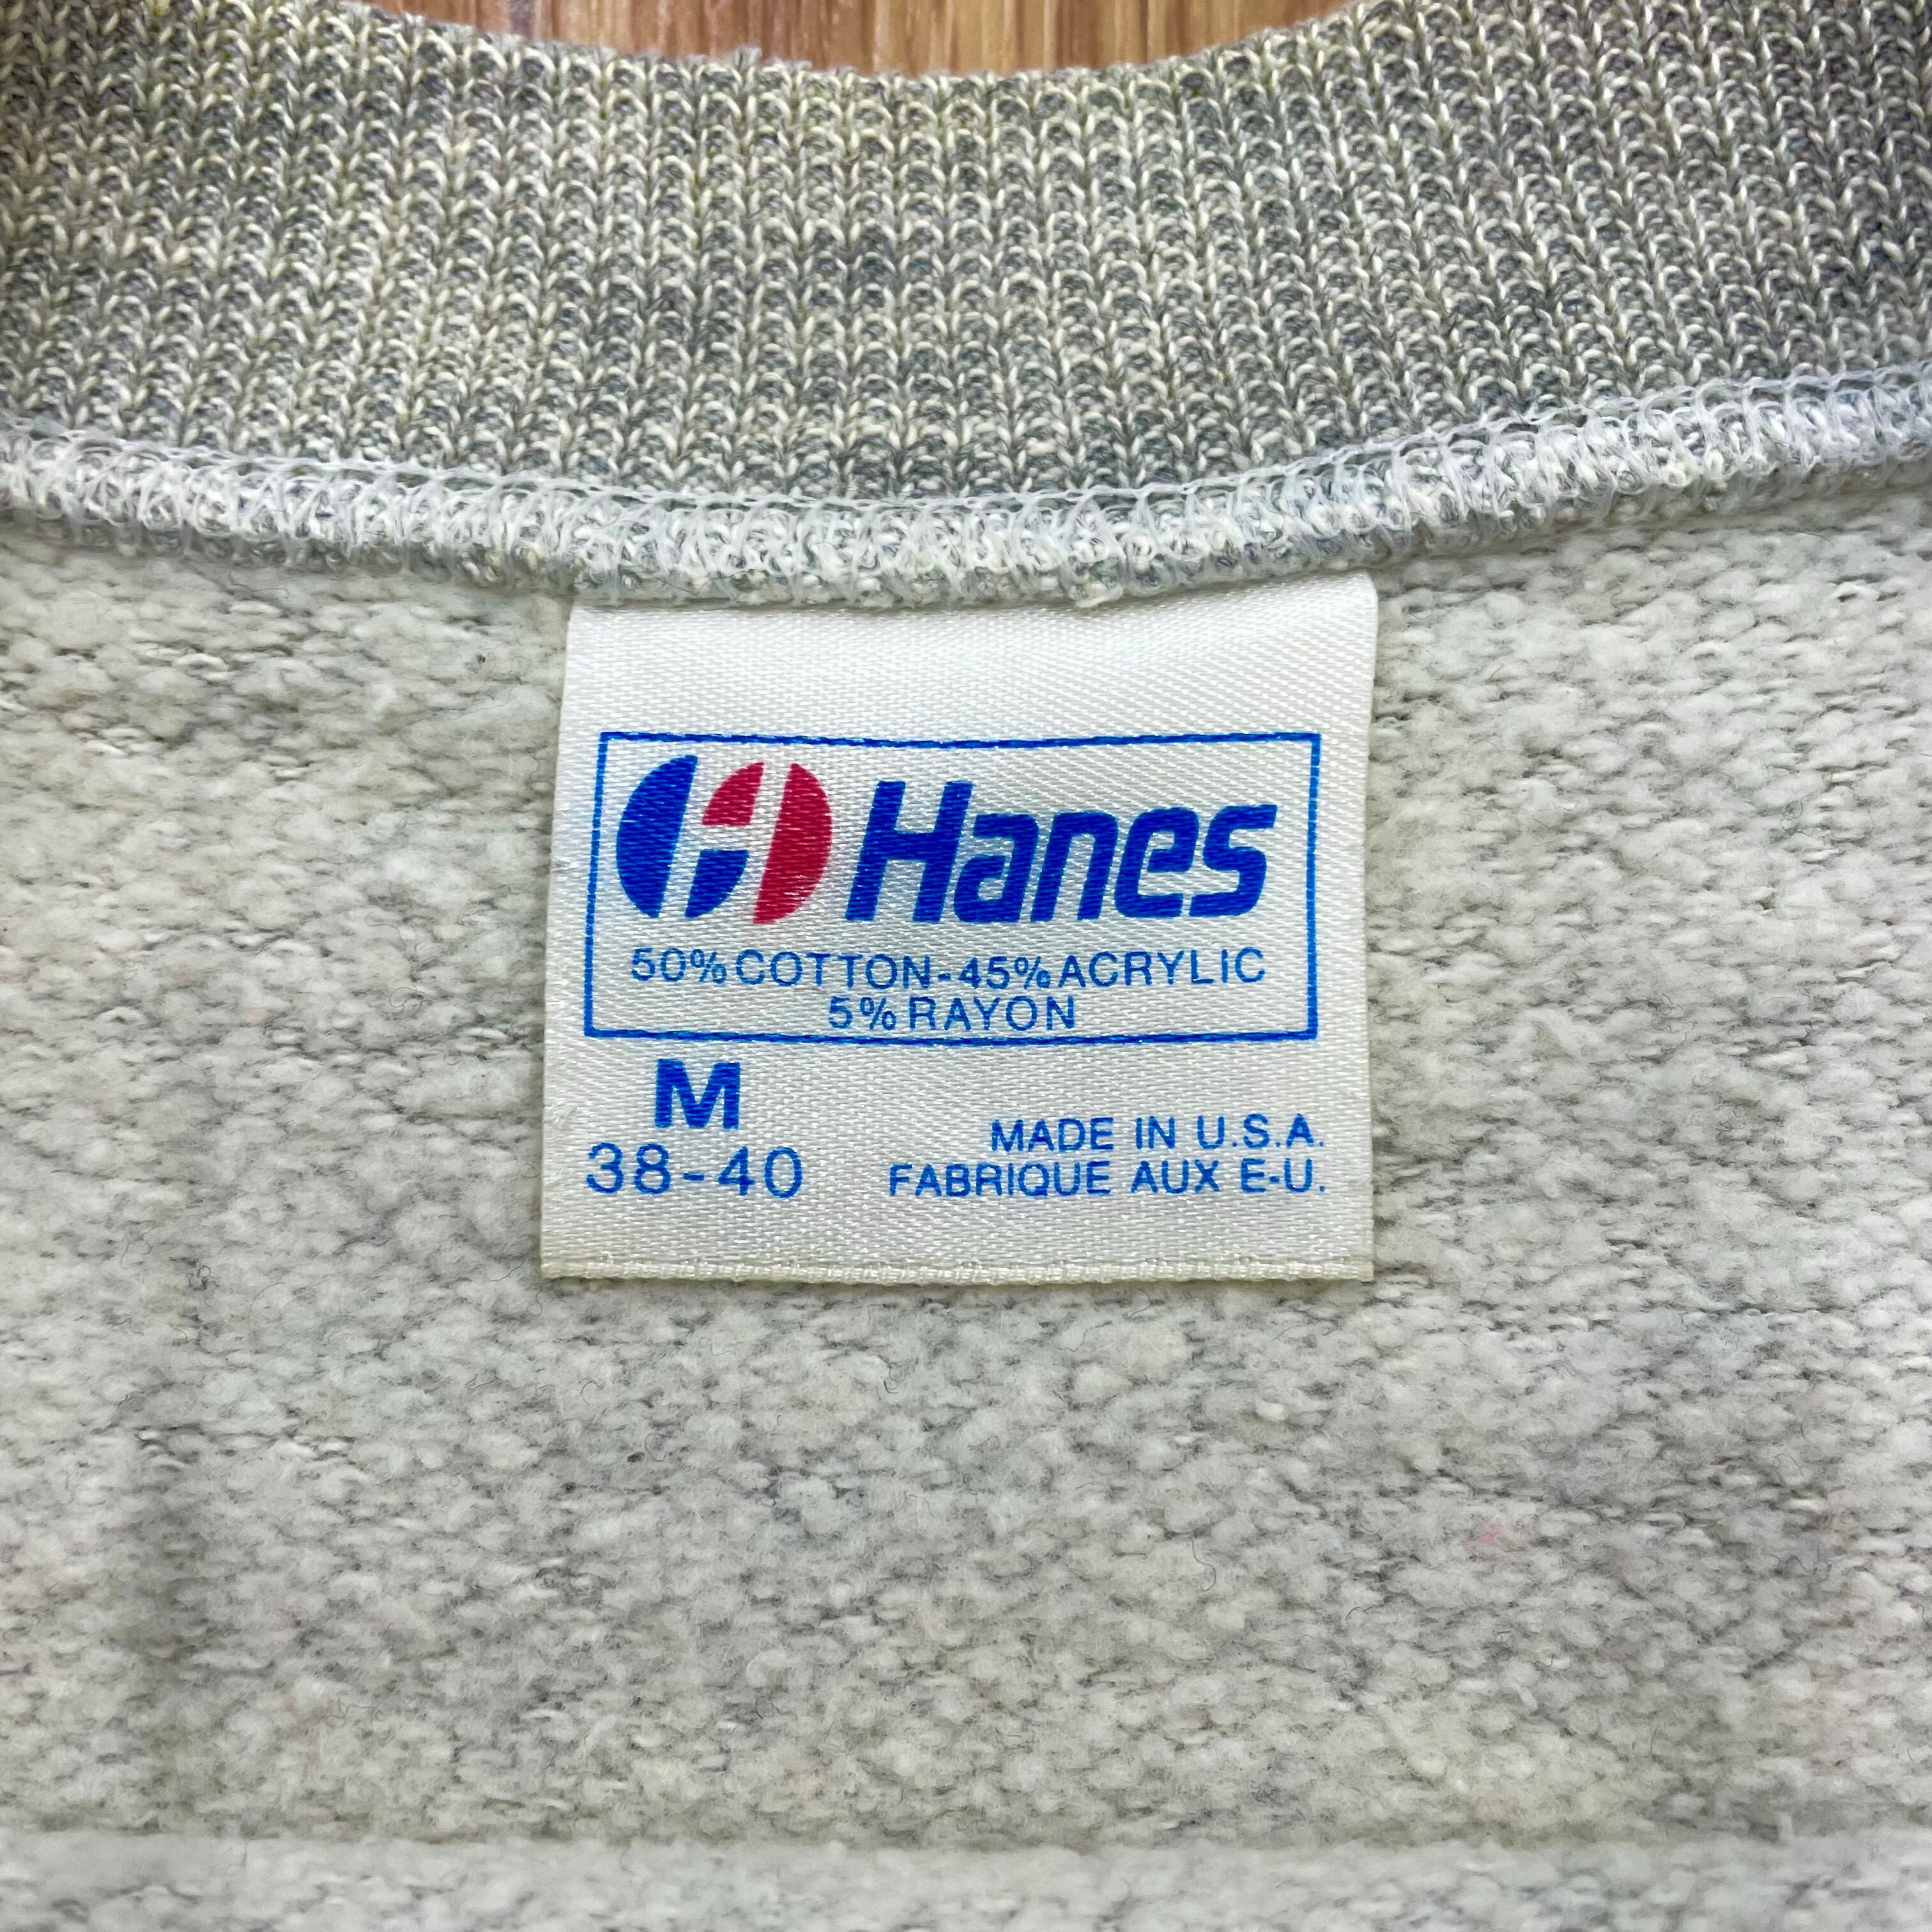 Hanes
50% COTTON-45% ACRYLIC
5% RAYON
M
38-40
MADE IN U.S.A.
FABRIQUE AUX E-U.